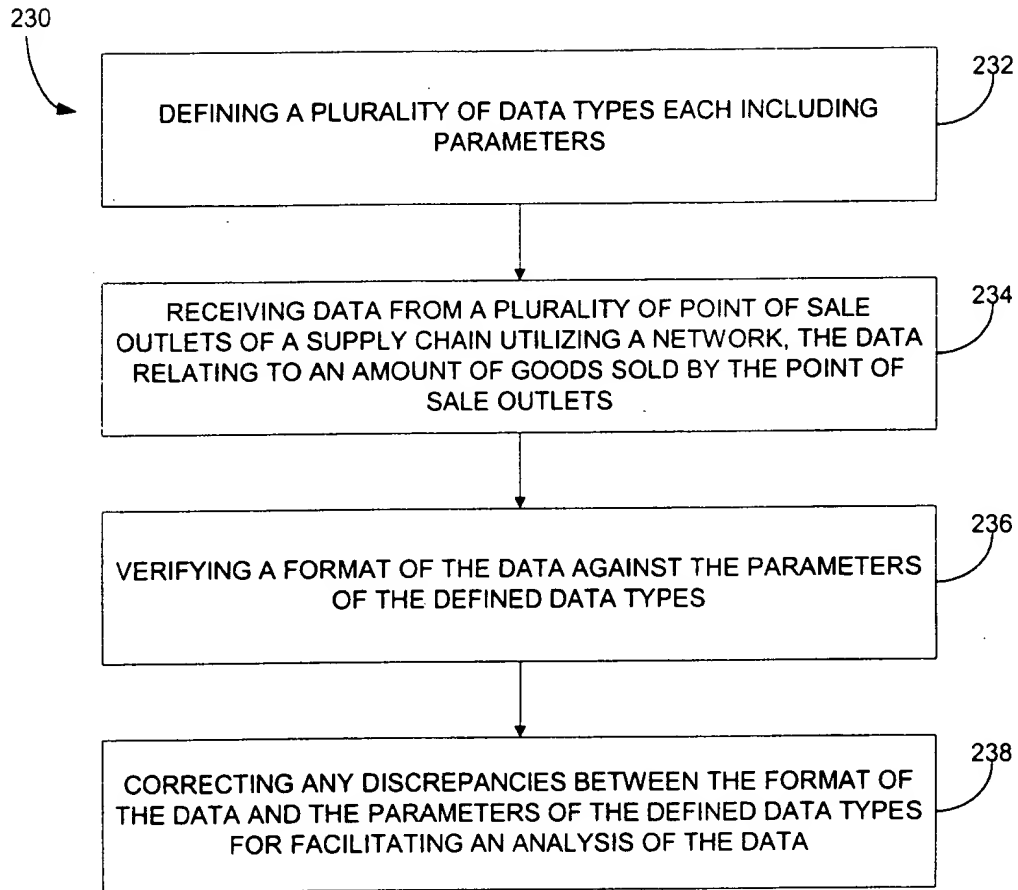 230
232
DEFINING A PLURALITY OF DATA TYPES EACH INCLUDING
PARAMETERS
234
RECEIVING DATA FROM A PLURALITY OF POINT OF SALE
OUTLETS OF A SUPPLY CHAIN UTILIZING A NETWORK, THE DATA
RELATING TO AN AMOUNT OF GOODS SOLD BY THE POINT OF
SALE OUTLETS
236
VERIFYING A FORMAT OF THE DATA AGAINST THE PARAMETERS
OF THE DEFINED DATA TYPES
238
CORRECTING ANY DISCREPANCIES BETWEEN THE FORMAT OF
THE DATA AND THE PARAMETERS OF THE DEFINED DATA TYPES
FOR FACILITATING AN ANALYSIS OF THE DATA